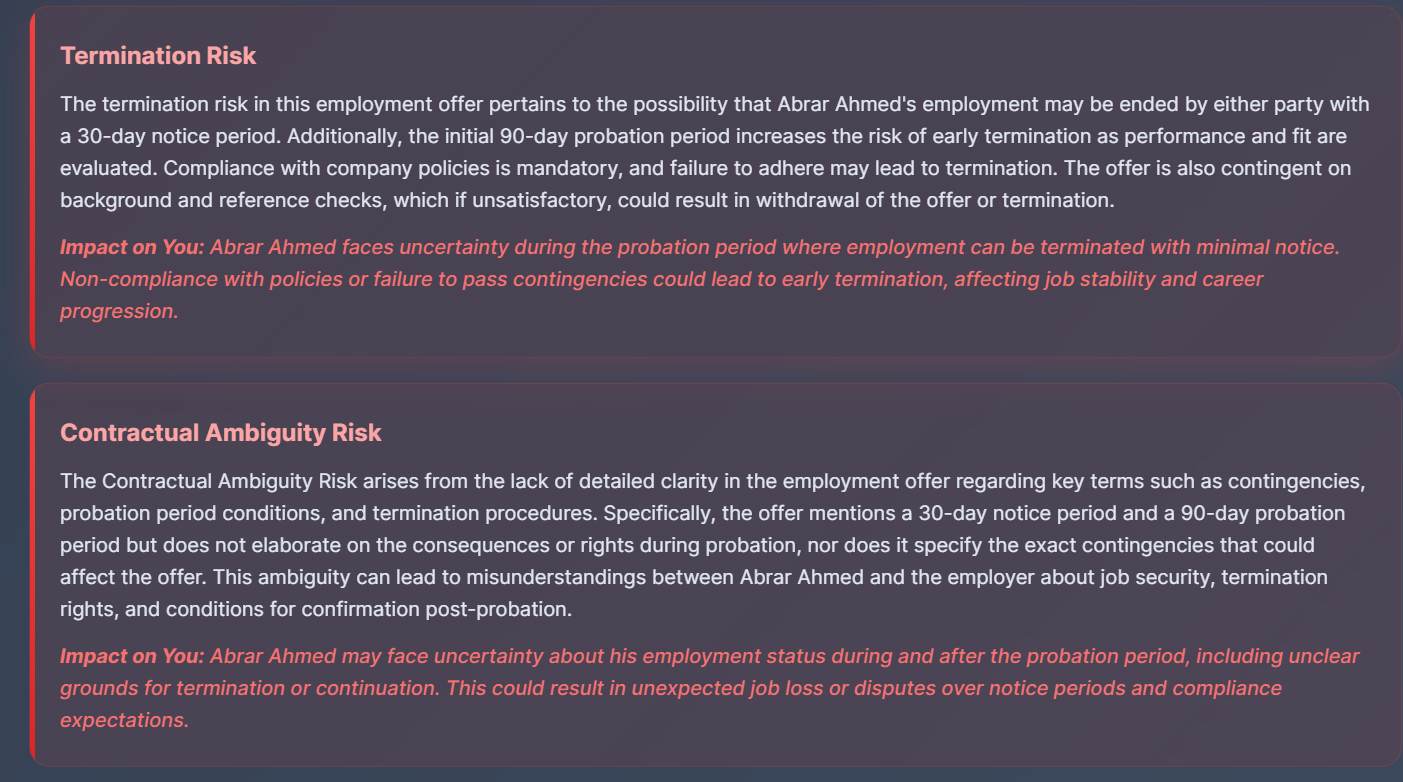 Termination Risk
The termination risk in this employment offer pertains to the possibility that Abrar Ahmed's employment may be ended by either party with
a 30-day notice period. Additionally, the initial 90-day probation period increases the risk of early termination as performance and fit are
evaluated. Compliance with company policies is mandatory, and failure to adhere may lead to termination. The offer is also contingent on
background and reference checks, which if unsatisfactory, could result in withdrawal of the offer or termination.
Impact on You: Abrar Ahmed faces uncertainty during the probation period where employment can be terminated with minimal notice.
Non-compliance with policies or failure to pass contingencies could lead to early termination, affecting job stability and career
progression.
Contractual Ambiguity Risk
The Contractual Ambiguity Risk arises from the lack of detailed clarity in the employment offer regarding key terms such as contingencies,
probation period conditions, and termination procedures. Specifically, the offer mentions a 30-day notice period and a 90-day probation
period but does not elaborate on the consequences or rights during probation, nor does it specify the exact contingencies that could
affect the offer. This ambiguity can lead to misunderstandings between Abrar Ahmed and the employer about job security, termination
rights, and conditions for confirmation post-probation.
Impact on You: Abrar Ahmed may face uncertainty about his employment status during and after the probation period, including unclear
grounds for termination or continuation. This could result in unexpected job loss or disputes over notice periods and compliance
expectations.